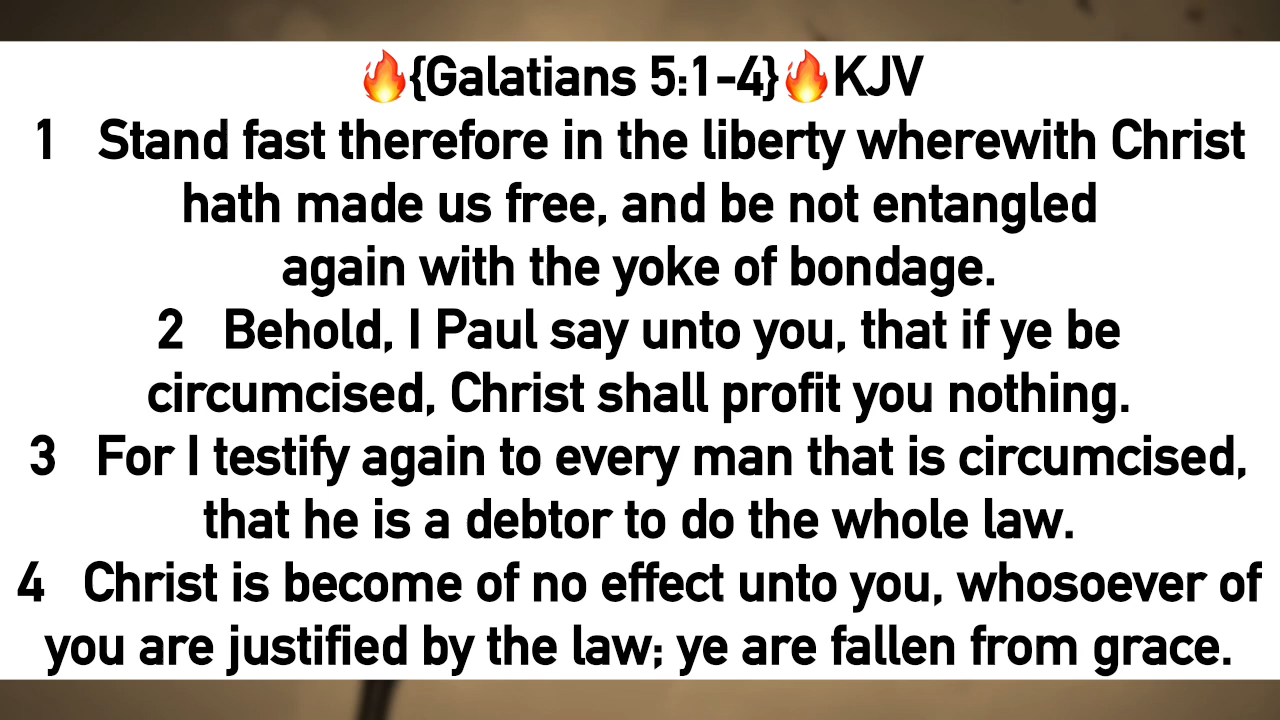 🔥{Galatians 5:1-4}🔥KJV
1 Stand fast therefore in the liberty wherewith Christ
hath made us free, and be not entangled
again with the yoke of bondage.
2 Behold, I Paul say unto you, that if ye be
circumcised, Christ shall profit you nothing.
3 For I testify again to every man that is circumcised,
that he is a debtor to do the whole law.
4 Christ is become of no effect unto you, whosoever of
you are justified by the law; ye are fallen from grace.